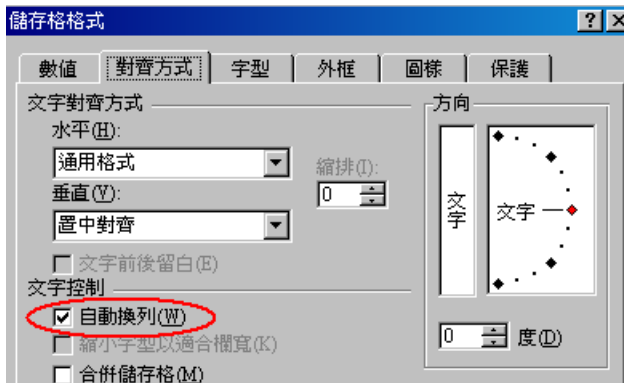 儲存格格式
數值 對齊方式 字型 外框 圖樣 保護
文字對齊方式
水平(H):
通用格式
縮排(I):
0
垂直(V):
置中對齊
文字前後留白(E)
文字控制
自動換列(W)
縮小字型以適合欄寬(K)
合併儲存格(M)
方向
文字
文字
0 度(D)